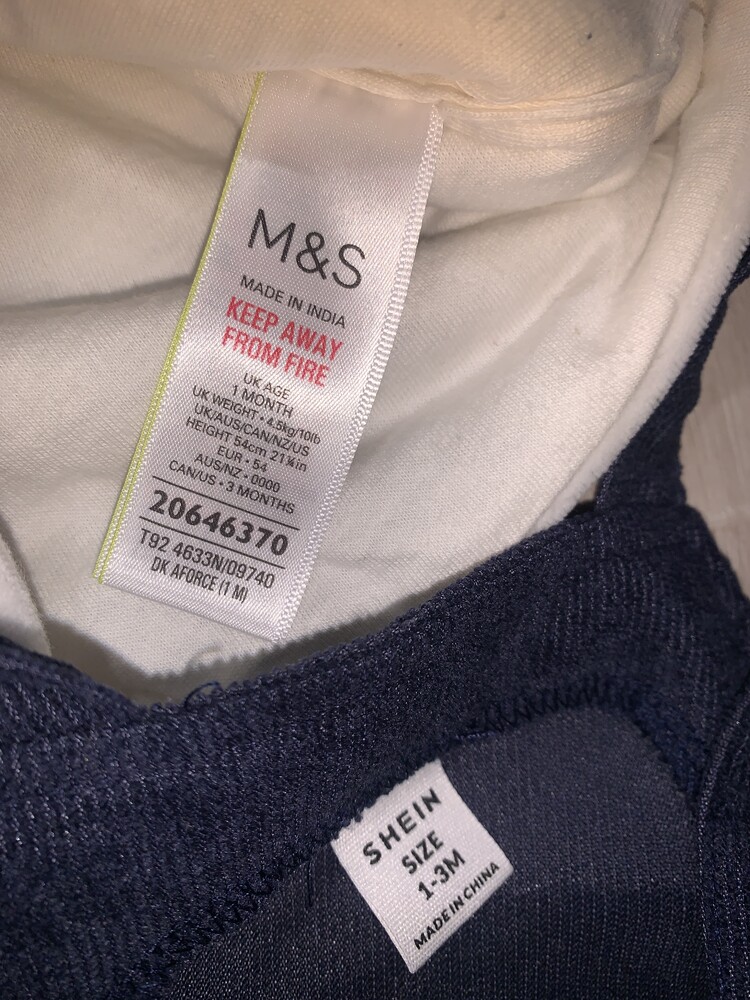 M&S
MADE IN INDIA
KEEP AWAY
FROM FIRE
UK AGE
1 MONTH
UK WEIGHT • 4.5kg/10lb
UK/AUS/CAN/NZ/US
HEIGHT 54cm 21¼in
EUR • 54
AUS/NZ • 0000
CAN/US • 3 MONTHS
20646370
T92 4633N/09740
DK AFORCE (1 M)
SHEIN
SIZE
1-3M
MADE IN CHINA